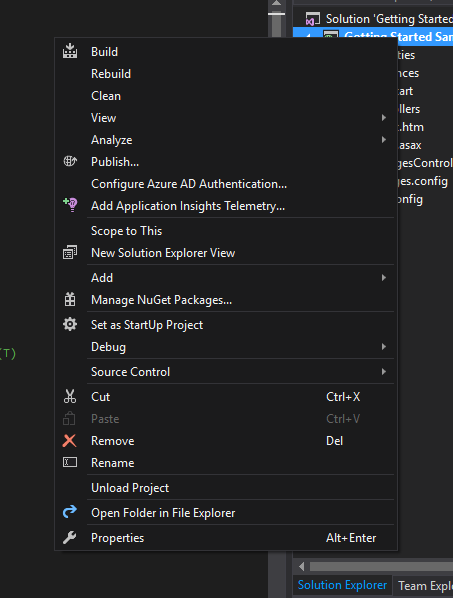 Solution 'Getting Started
Getting Started Sam
Build
Rebuild
Clean
View
Analyze
Publish...
Configure Azure AD Authentication...
Add Application Insights Telemetry...
Scope to This
New Solution Explorer View
Add
Manage NuGet Packages...
Set as StartUp Project
Debug
Source Control
Cut Ctrl+X
Paste Ctrl+V
Remove Del
Rename
Unload Project
Open Folder in File Explorer
Properties Alt+Enter
ties
nces
art
llers
.htm
asax
gesControl
ges.config
nfig
(T)
Solution Explorer
Team Explo